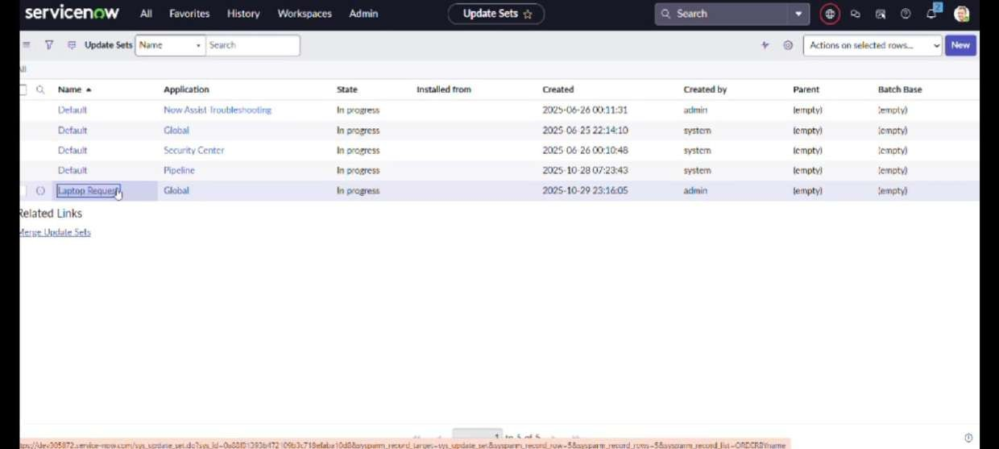 servicenow All Favorites History Workspaces Admin Update Sets Search 2
Update Sets Name Search Actions on selected rows... New
Name Application State Installed from Created Created by Parent Batch Base
Default Now Assist Troubleshooting In progress 2025-06-26 00:11:31 admin (empty) (empty)
Default Global In progress 2025-06-25 22:14:10 system (empty) (empty)
Default Security Center In progress 2025-06-26 00:10:48 system (empty) (empty)
Default Pipeline In progress 2025-10-28 07:23:43 system (empty) (empty)
Laptop Request Global In progress 2025-10-29 23:16:05 admin (empty) (empty)
Related Links
Merge Update Sets
1 to 5 of 5